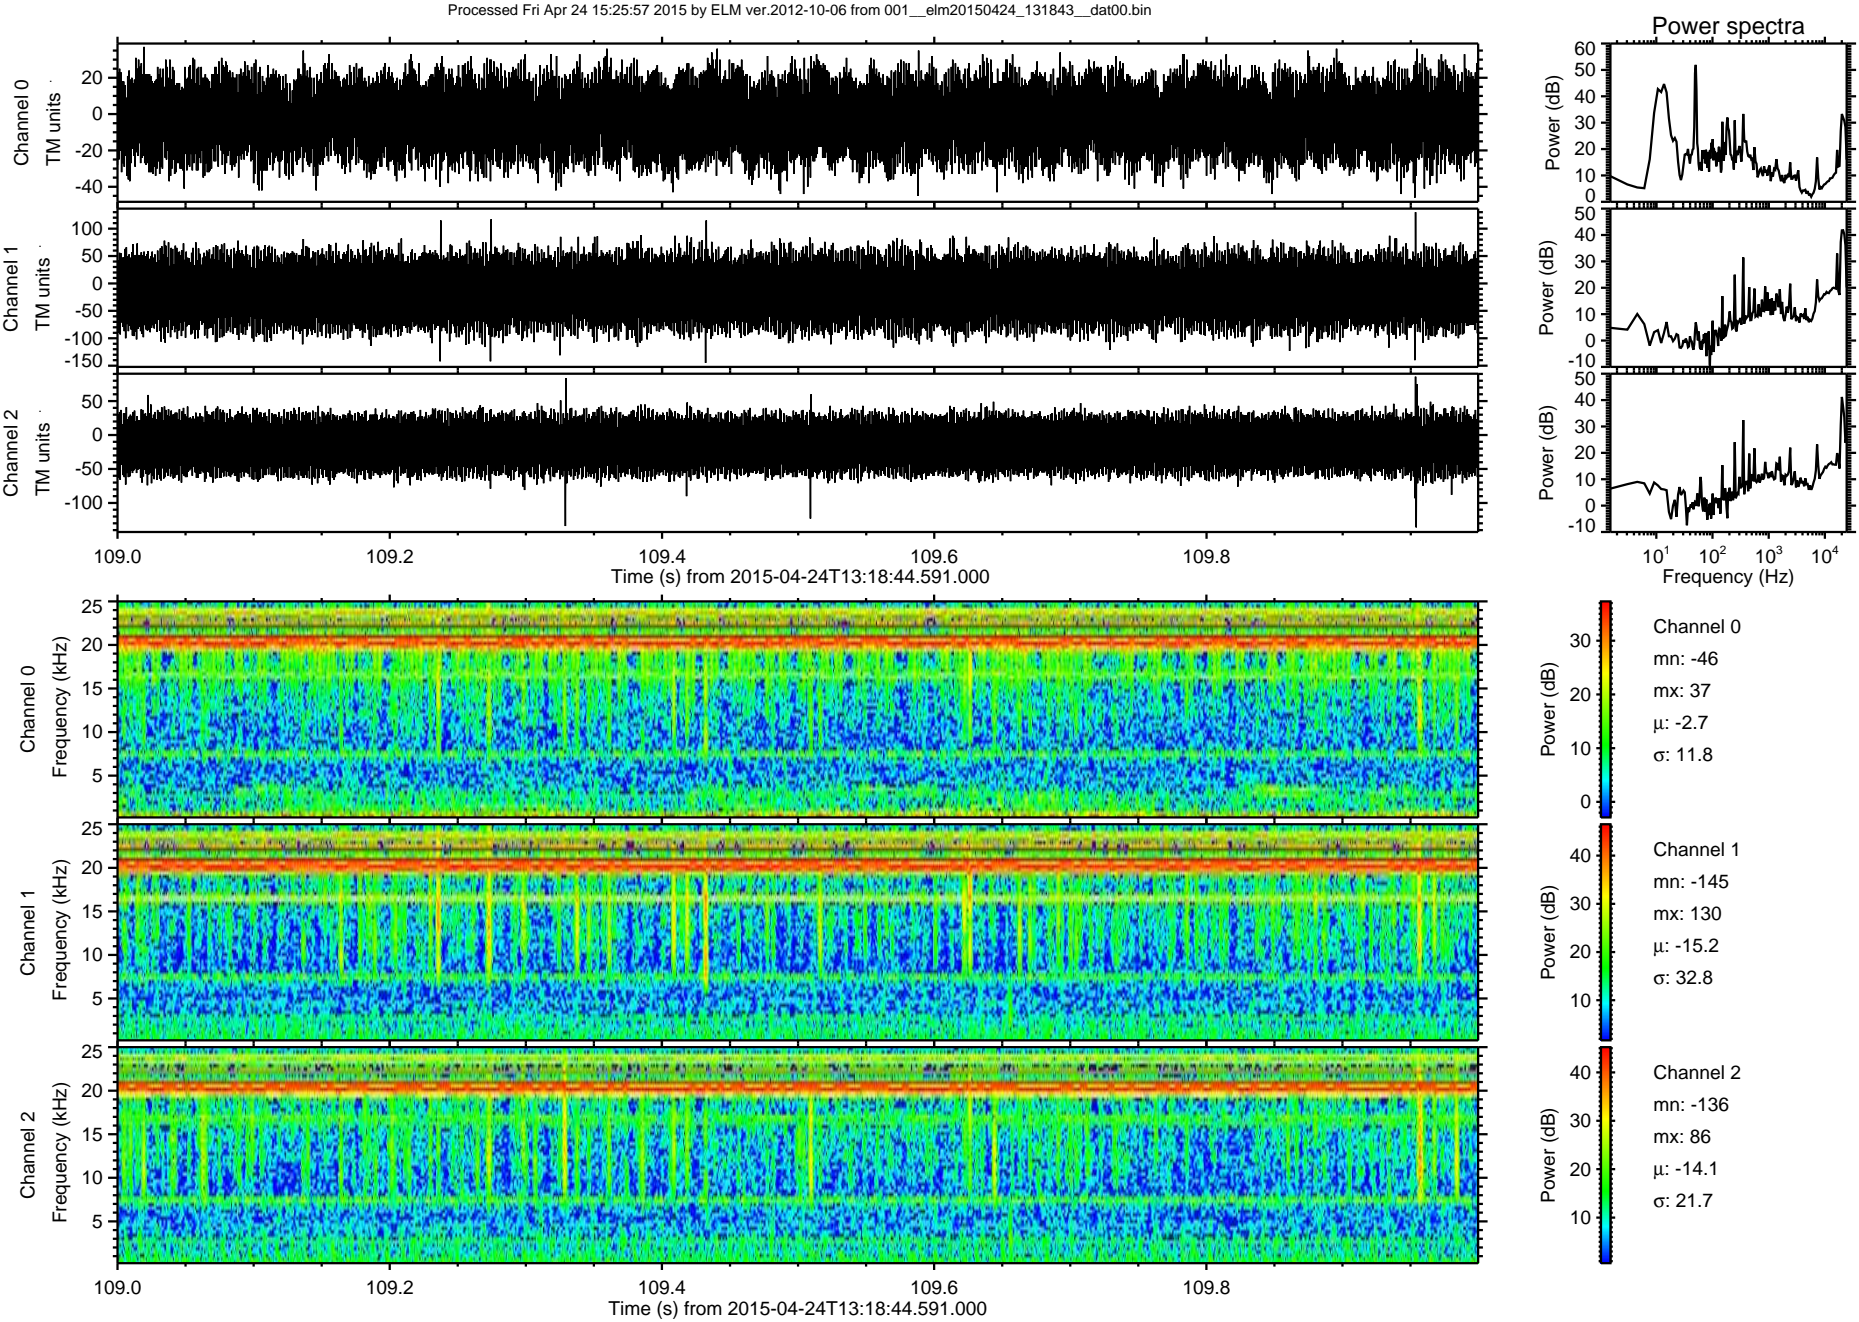 Processed Fri Apr 24 15:25:57 2015 by ELM ver.2012-10-06 from 001__elm20150424_131843__dat00.bin
Power spectra
Channel 0
TM units
20
0
-20
-40
Power (dB)
60
50
40
30
20
10
0
Channel 1
TM units
100
50
0
-50
-100
-150
Power (dB)
50
40
30
20
10
0
-10
Channel 2
TM units
50
0
-50
-100
Power (dB)
50
40
30
20
10
0
-10
109.0 109.2 109.4 109.6 109.8
Time (s) from 2015-04-24T13:18:44.591.000
10¹ 10² 10³ 10⁴
Frequency (Hz)
Channel 0
Frequency (kHz)
25
20
15
10
5
Power (dB)
30
20
10
0
Channel 0
mn: -46
mx: 37
μ: -2.7
σ: 11.8
Channel 1
Frequency (kHz)
25
20
15
10
5
Power (dB)
40
30
20
10
Channel 1
mn: -145
mx: 130
μ: -15.2
σ: 32.8
Channel 2
Frequency (kHz)
25
20
15
10
5
Power (dB)
40
30
20
10
Channel 2
mn: -136
mx: 86
μ: -14.1
σ: 21.7
109.0 109.2 109.4 109.6 109.8
Time (s) from 2015-04-24T13:18:44.591.000